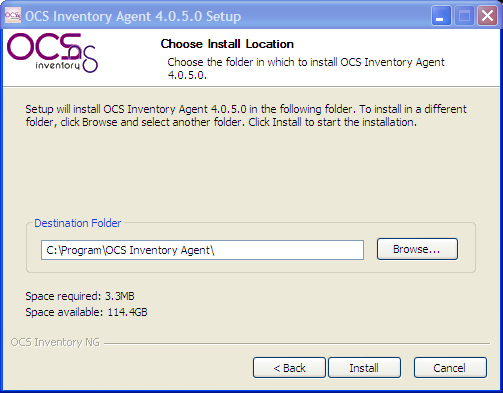 OCS Inventory Agent 4.0.5.0 Setup
OCS
inventory
Choose Install Location
Choose the folder in which to install OCS Inventory Agent
4.0.5.0.
Setup will install OCS Inventory Agent 4.0.5.0 in the following folder. To install in a different
folder, click Browse and select another folder. Click Install to start the installation.
Destination Folder
C:\Program\OCS Inventory Agent\
Browse...
Space required: 3.3MB
Space available: 114.4GB
OCS Inventory NG
< Back
Install
Cancel